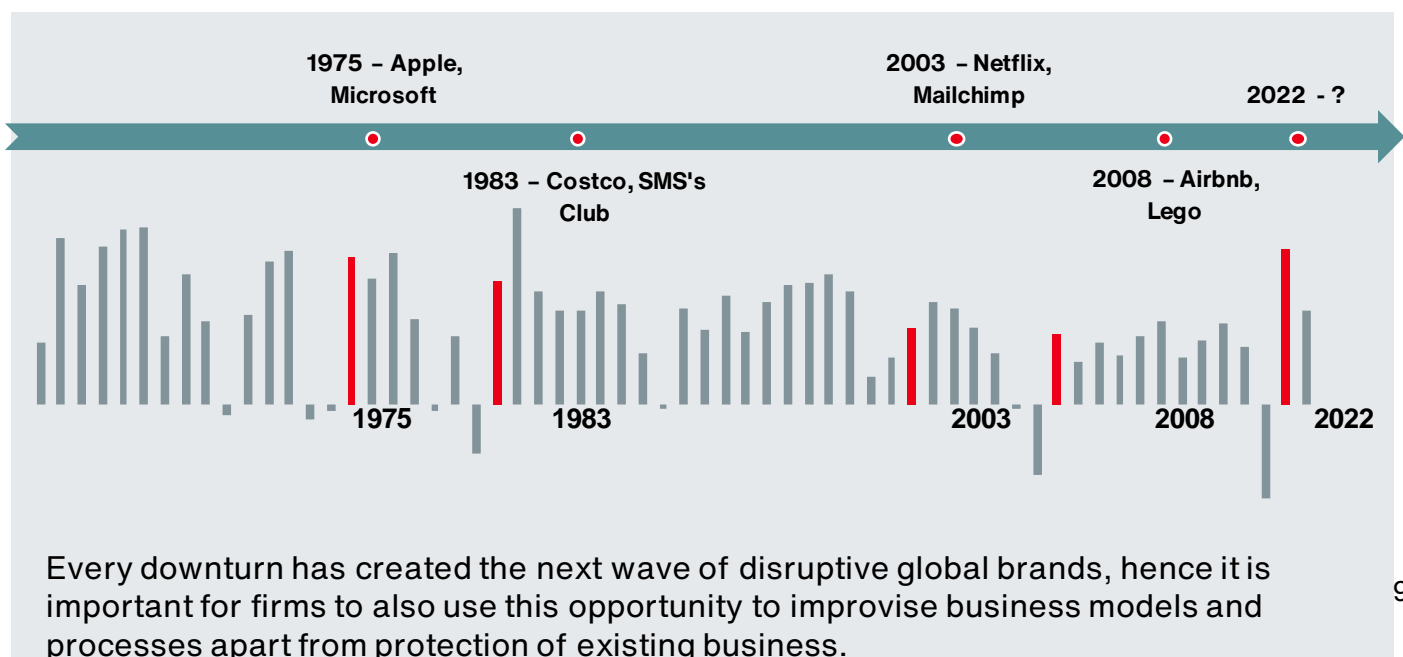 1975 – Apple,
Microsoft
2003 – Netflix,
Mailchimp
2022 - ?
1983 – Costco, SMS's
Club
2008 – Airbnb,
Lego
1975
1983
2003
2008
2022
Every downturn has created the next wave of disruptive global brands, hence it is
important for firms to also use this opportunity to improvise business models and
processes apart from protection of existing business.
9